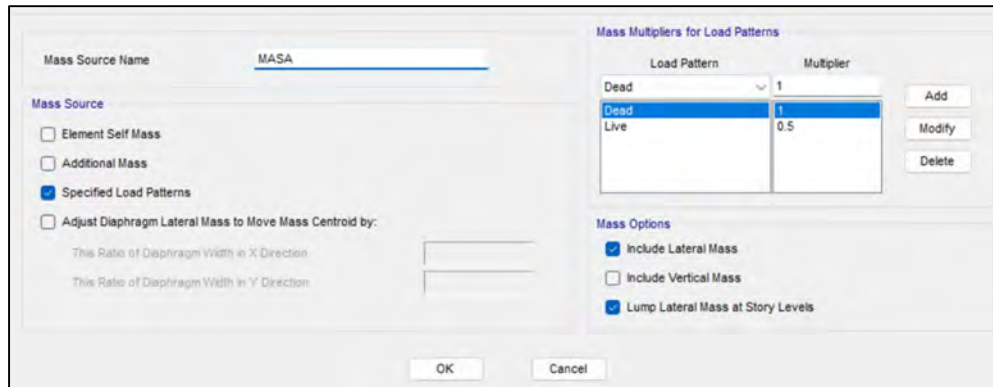 Mass Source Name
MASA
Mass Source
Element Self Mass
Additional Mass
Specified Load Patterns
Adjust Diaphragm Lateral Mass to Move Mass Centroid by:
This Ratio of Diaphragm Width in X Direction
This Ratio of Diaphragm Width in Y Direction
Mass Multipliers for Load Patterns
Load Pattern Multiplier
Dead 1
Dead 1
Live 0.5
Add
Modify
Delete
Mass Options
Include Lateral Mass
Include Vertical Mass
Lump Lateral Mass at Story Levels
OK Cancel